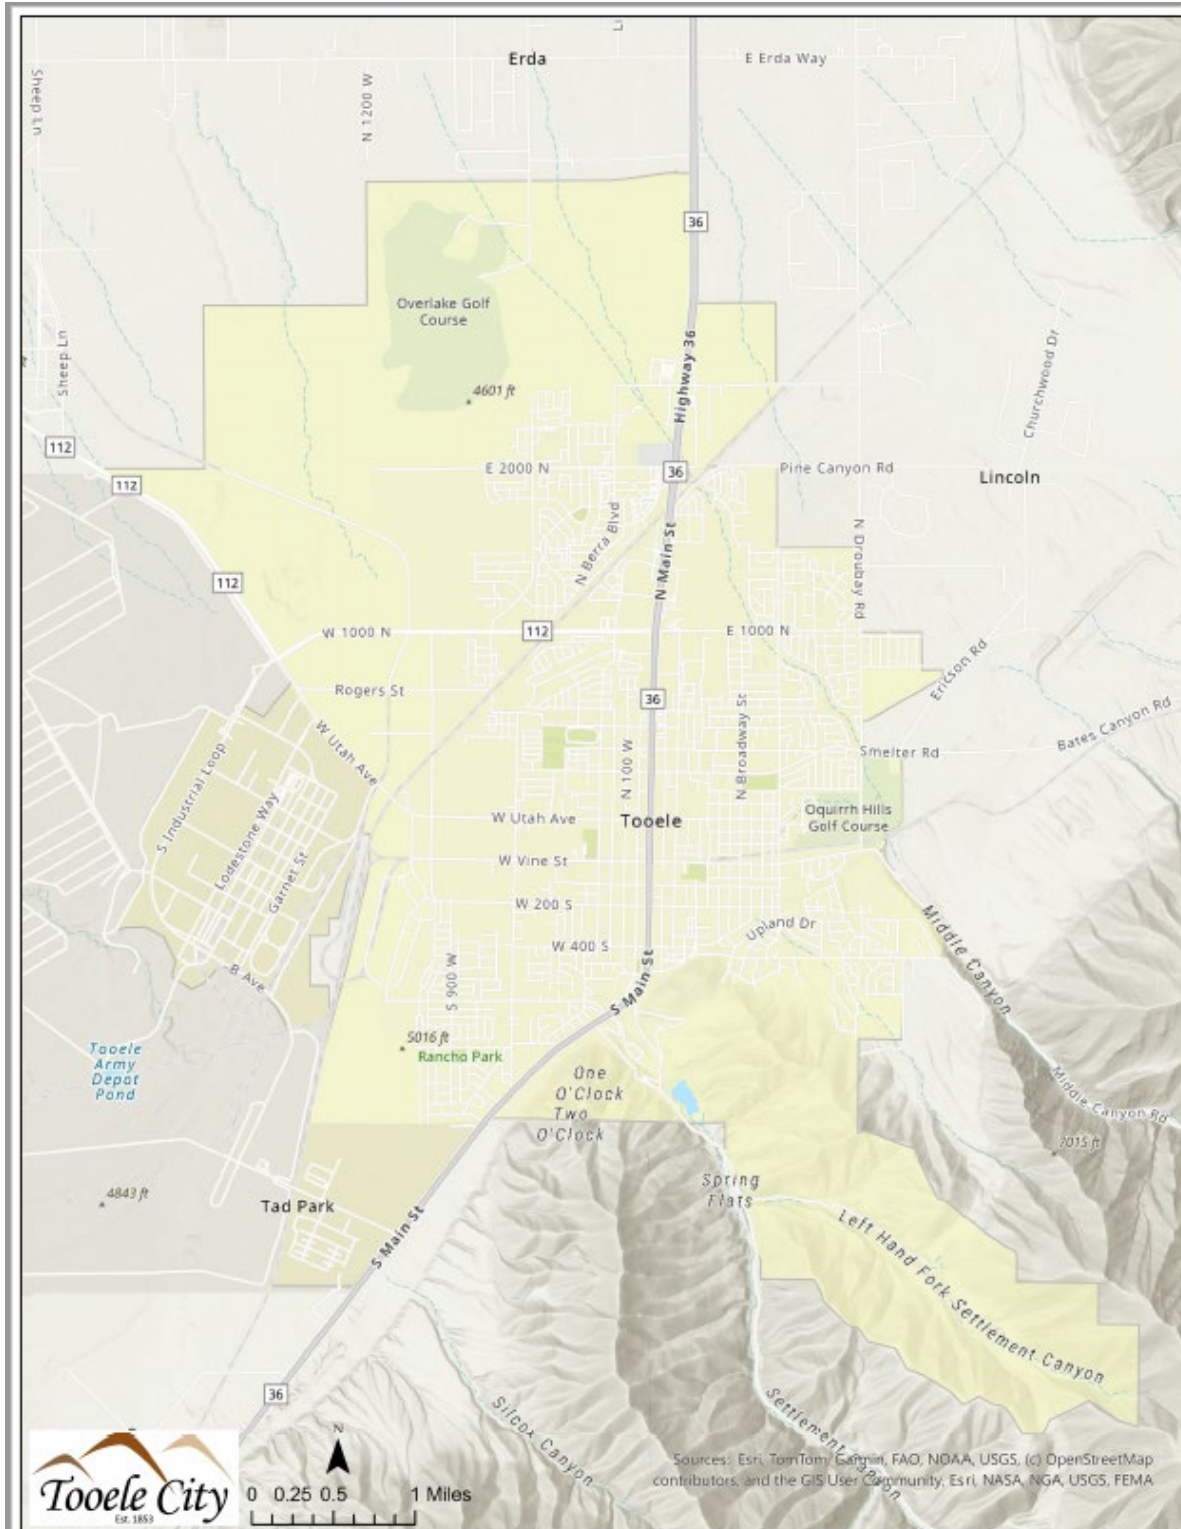 Erda
E Erda Way
Sheep Ln
N 1200 W
36
Overlake Golf
Course
Highway 36
Sheep Ln
Churchwood Dr
4601 ft
112
E 2000 N
36
Pine Canyon Rd
Lincoln
112
N Berra Blvd
N Main St
N Droubay Rd
112
W 1000 N
112
E 1000 N
Rogers St
36
Ericson Rd
W Utah Ave
N 100 W
N Broadway St
Smelter Rd
Bates Canyon Rd
S Industrial Loop
Lodestone Way
Garnet St
W Utah Ave
Tooele
Oquirrh Hills
Golf Course
W Vine St
W 200 S
Upland Dr
Middle Canyon
W 400 S
B Ave
S 900 W
S Main St
5016 ft
Rancho Park
Tooele
Army
Depot
Pond
One
O'Clock
Two
O'Clock
Middle Canyon Rd
7015 ft
Spring
Flats
4843 ft
Tad Park
S Main St
Left Hand Fork Settlement Canyon
36
Silcox Canyon
Settlement Canyon
N
Tooele City
Est. 1853
0 0.25 0.5 1 Miles
Sources: Esri, TomTom, Garmin, FAO, NOAA, USGS, (c) OpenStreetMap
contributors, and the GIS User Community, Esri, NASA, NGA, USGS, FEMA